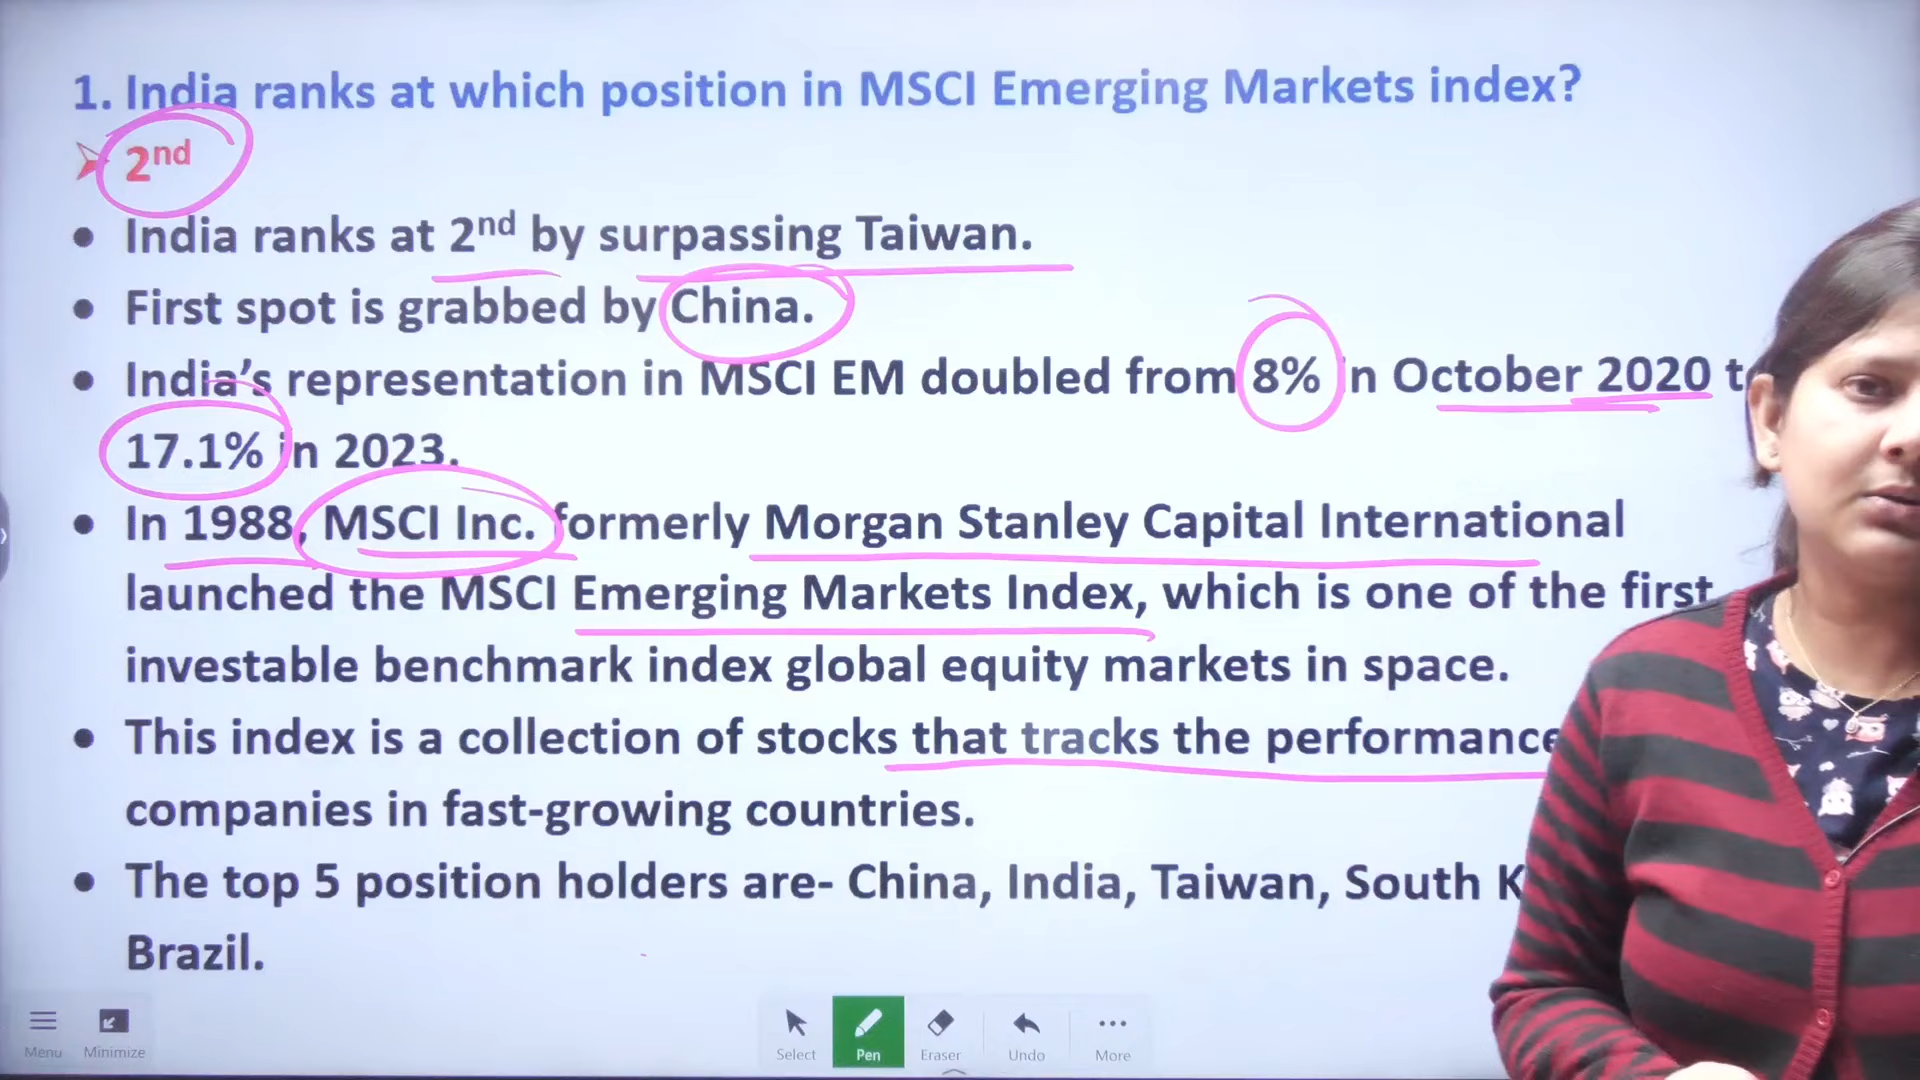 1. India ranks at which position in MSCI Emerging Markets index?
2nd
• India ranks at 2nd by surpassing Taiwan.
• First spot is grabbed by China.
• India's representation in MSCI EM doubled from 8% in October 2020
17.1% in 2023.
• In 1988, MSCI Inc. formerly Morgan Stanley Capital International
launched the MSCI Emerging Markets Index, which is one of the first
investable benchmark index global equity markets in space.
• This index is a collection of stocks that tracks the performance
companies in fast-growing countries.
• The top 5 position holders are- China, India, Taiwan, South
Brazil.
Menu Minimize Select Pen Eraser Undo More